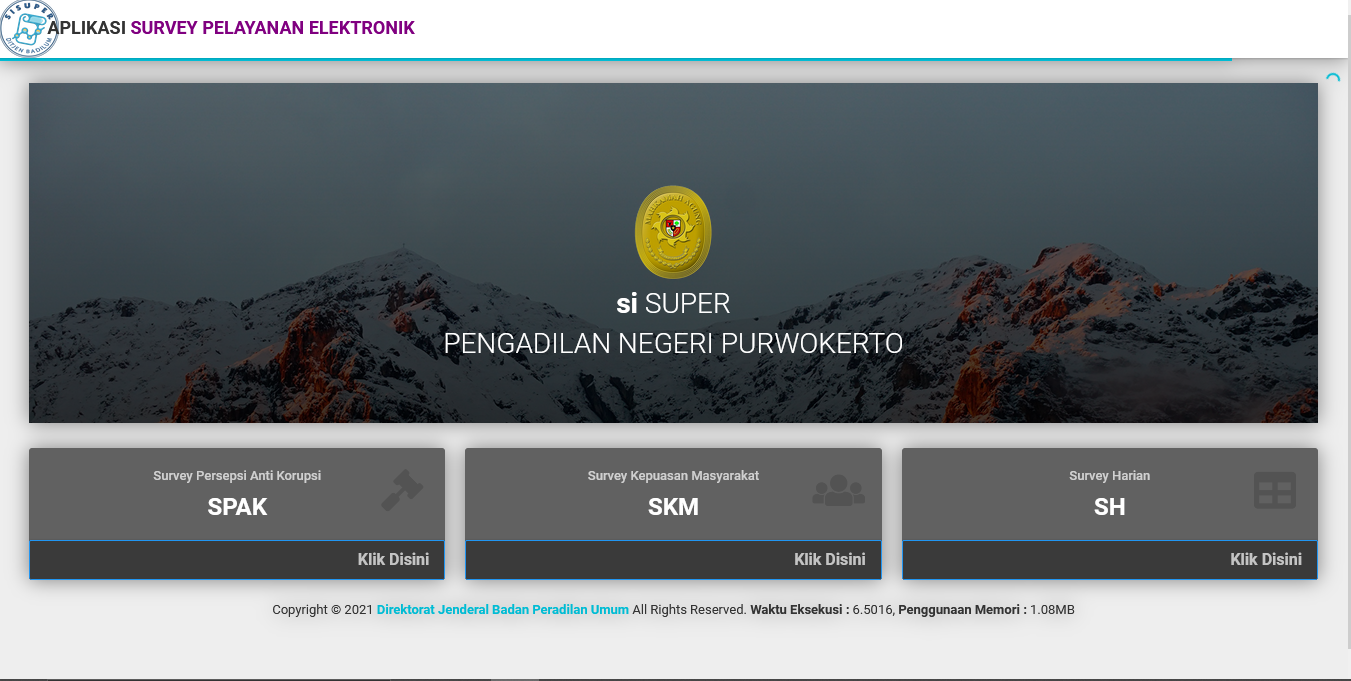 SISUPER
DITJEN BADILUM
APLIKASI SURVEY PELAYANAN ELEKTRONIK
MAHKAMAH AGUNG
si SUPER
PENGADILAN NEGERI PURWOKERTO
Survey Persepsi Anti Korupsi
SPAK
Klik Disini
Survey Kepuasan Masyarakat
SKM
Klik Disini
Survey Harian
SH
Klik Disini
Copyright © 2021 Direktorat Jenderal Badan Peradilan Umum All Rights Reserved. Waktu Eksekusi : 6.5016, Penggunaan Memori : 1.08MB